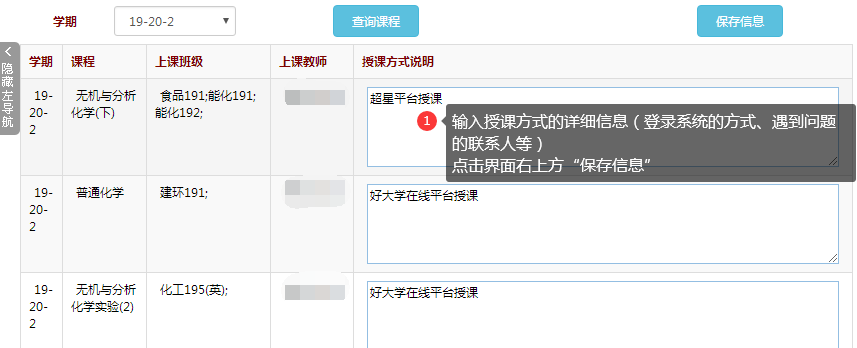 学期
19-20-2
查询课程
保存信息
隐藏左导航
学期 课程 上课班级 上课教师 授课方式说明
19-20-2
无机与分析
化学(下)
食品191;能化191;
能化192;
超星平台授课
1
输入授课方式的详细信息（登录系统的方式、遇到问题
的联系人等）
点击界面右上方“保存信息”
19-20-2
普通化学
建环191;
好大学在线平台授课
19-20-2
无机与分析
化学实验(2)
化工195(英);
好大学在线平台授课